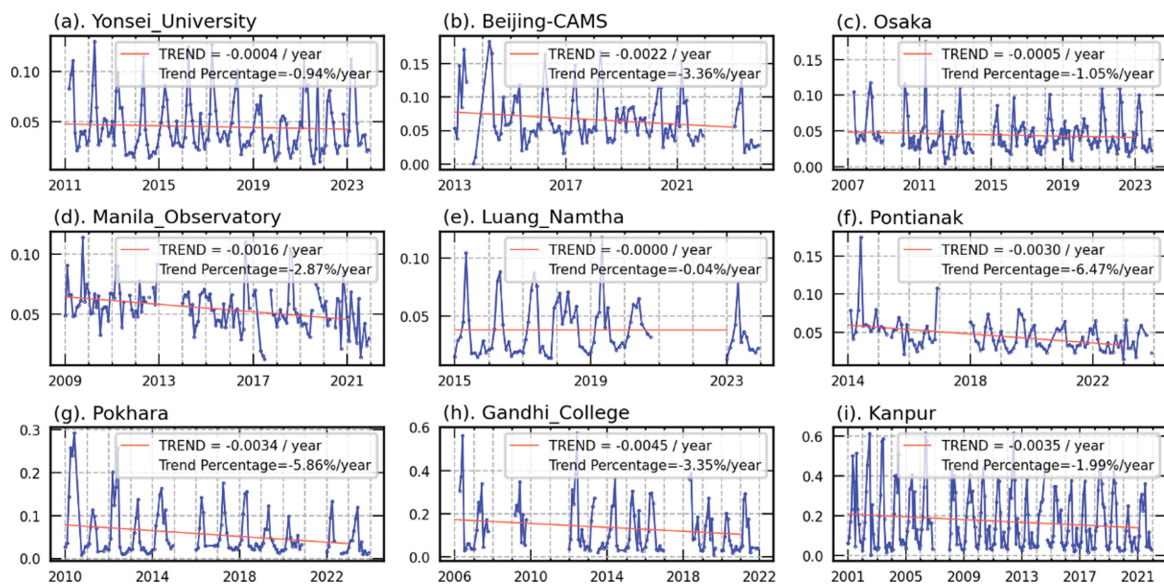 (a). Yonsei_University
TREND = -0.0004 / year
Trend Percentage=-0.94%/year
0.10
0.05
2011 2015 2019 2023
(b). Beijing-CAMS
TREND = -0.0022 / year
Trend Percentage=-3.36%/year
0.15
0.10
0.05
0.00
2013 2017 2021
(c). Osaka
TREND = -0.0005 / year
Trend Percentage=-1.05%/year
0.15
0.10
0.05
0.00
2007 2011 2015 2019 2023
(d). Manila_Observatory
TREND = -0.0016 / year
Trend Percentage=-2.87%/year
0.10
0.05
2009 2013 2017 2021
(e). Luang_Namtha
TREND = -0.0000 / year
Trend Percentage=-0.04%/year
0.10
0.05
2015 2019 2023
(f). Pontianak
TREND = -0.0030 / year
Trend Percentage=-6.47%/year
0.15
0.10
0.05
2014 2018 2022
(g). Pokhara
TREND = -0.0034 / year
Trend Percentage=-5.86%/year
0.3
0.2
0.1
0.0
2010 2014 2018 2022
(h). Gandhi_College
TREND = -0.0045 / year
Trend Percentage=-3.35%/year
0.6
0.4
0.2
0.0
2006 2010 2014 2018 2022
(i). Kanpur
TREND = -0.0035 / year
Trend Percentage=-1.99%/year
0.6
0.4
0.2
0.0
2001 2005 2009 2013 2017 2021